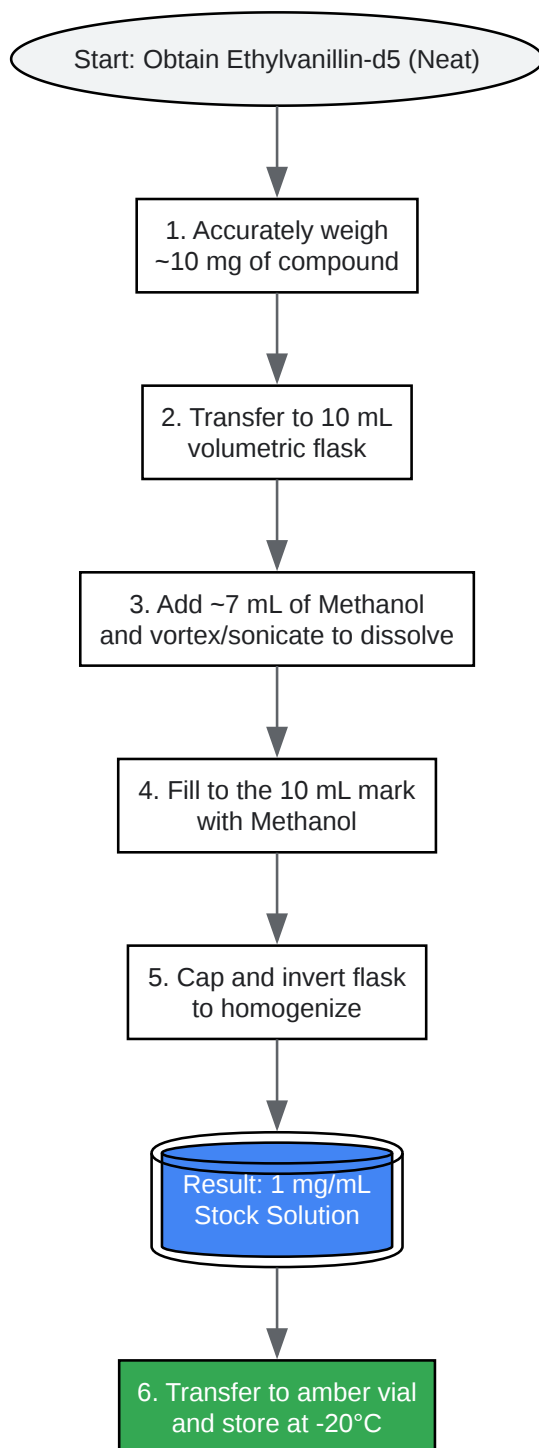 Start: Obtain Ethylvanillin-d5 (Neat)
1. Accurately weigh
~10 mg of compound
2. Transfer to 10 mL
volumetric flask
3. Add ~7 mL of Methanol
and vortex/sonicate to dissolve
4. Fill to the 10 mL mark
with Methanol
5. Cap and invert flask
to homogenize
Result: 1 mg/mL
Stock Solution
6. Transfer to amber vial
and store at -20°C